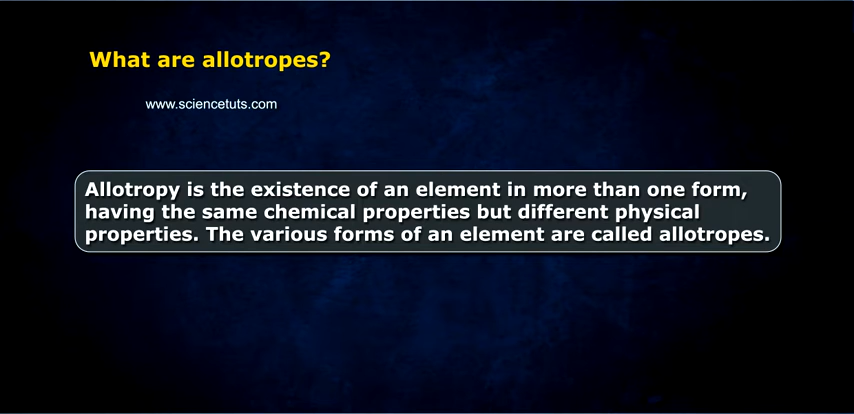 What are allotropes?
www.sciencetuts.com
Allotropy is the existence of an element in more than one form,
having the same chemical properties but different physical
properties. The various forms of an element are called allotropes.